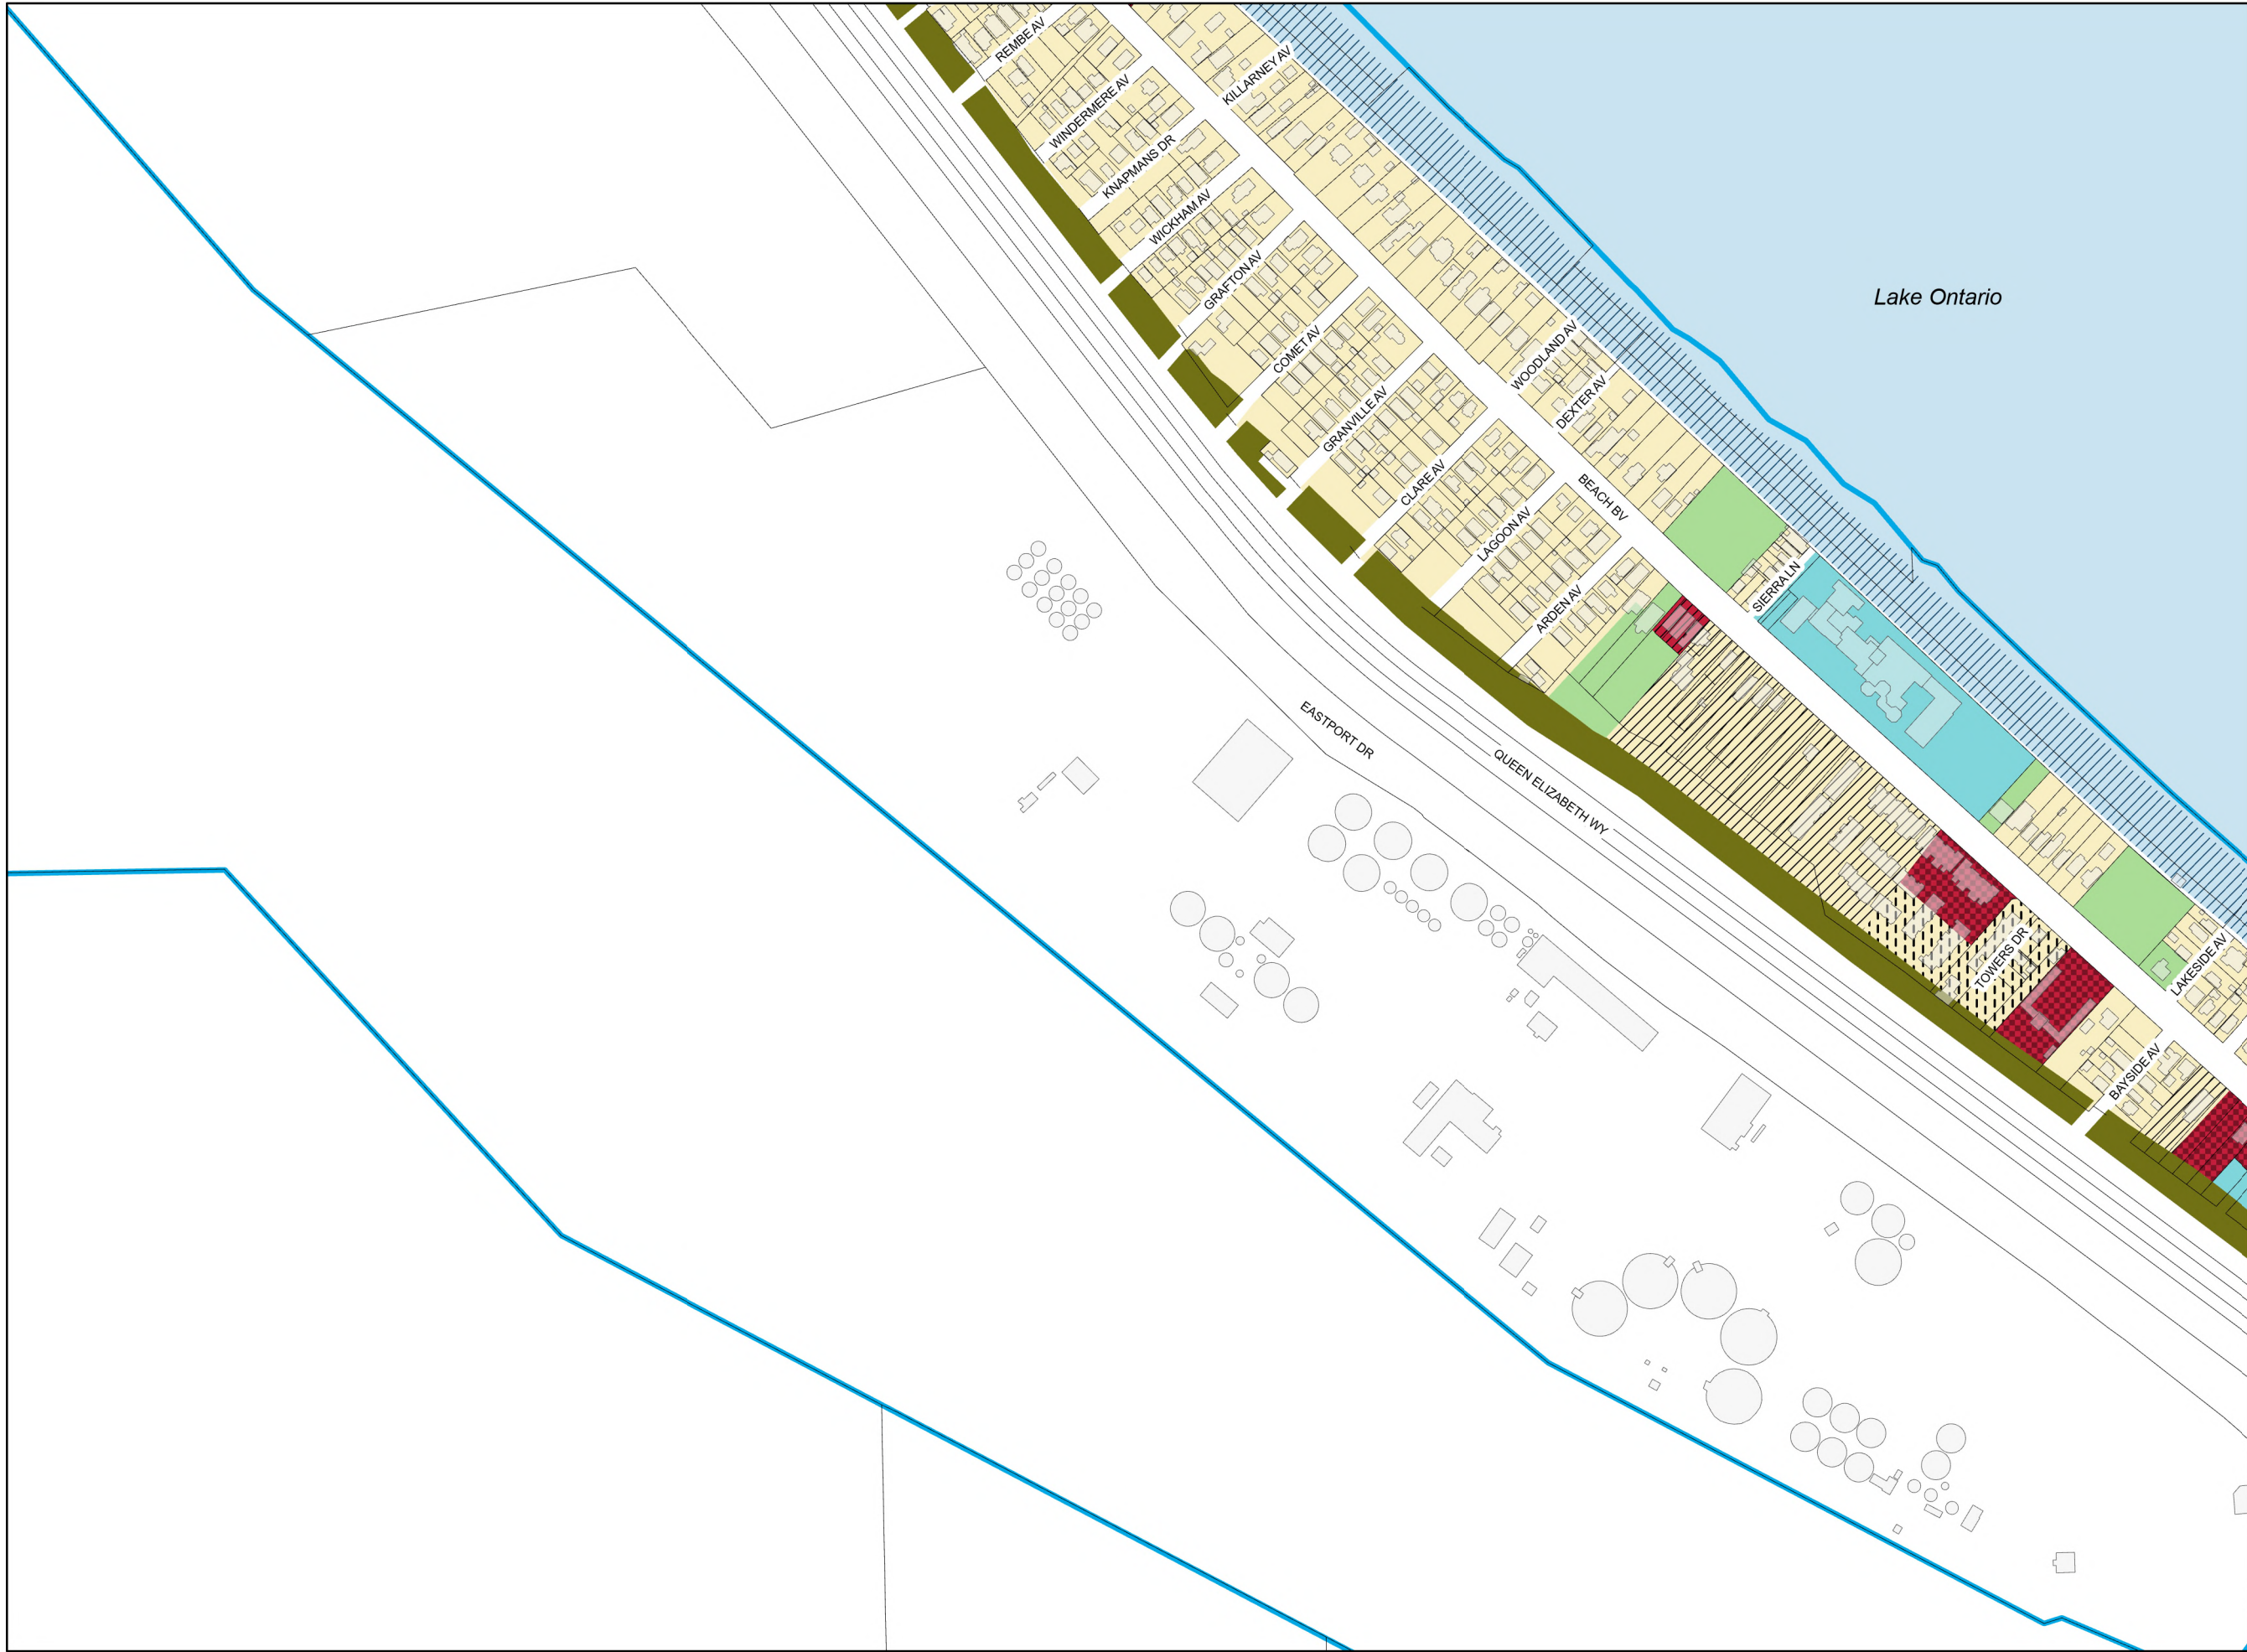 REMBE AV
KILLARNEY AV
WINDERMERE AV
KNAPMANS DR
WICKHAM AV
GRAFTON AV
Lake Ontario
COMET AV
WOODLAND AV
DEXTER AV
GRANVILLE AV
CLARE AV
BEACH BV
LAGOON AV
SIERRA LN
ARDEN AV
EASTPORT DR
QUEEN ELIZABETH WY
TOWERS DR
LAKESIDE AV
BAYSIDE AV